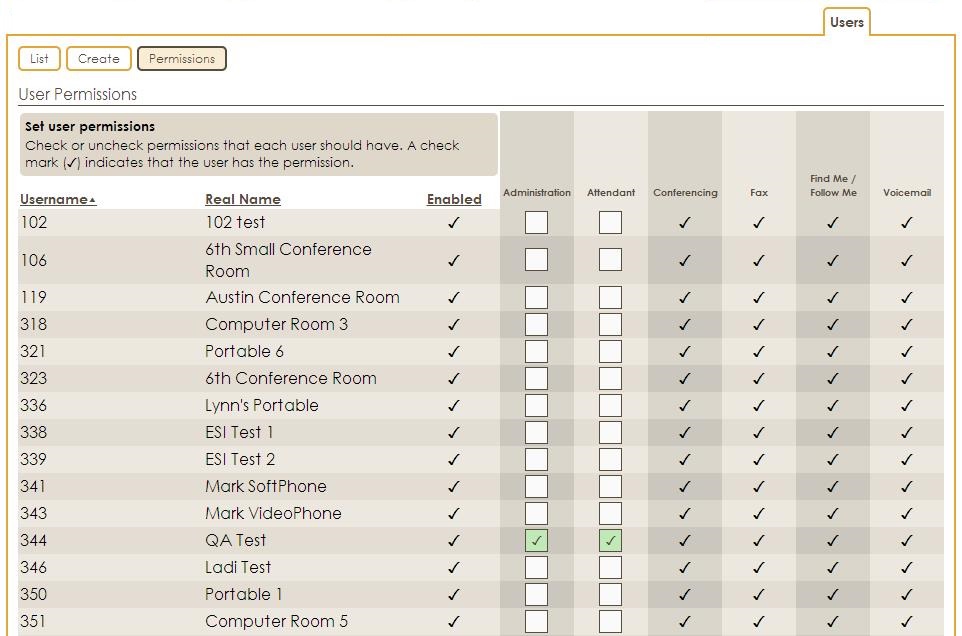 Users
List Create Permissions
User Permissions
Set user permissions
Check or uncheck permissions that each user should have. A check
mark (✓) indicates that the user has the permission.
Find Me /
Username▲ Real Name Enabled Administration Attendant Conferencing Fax Follow Me Voicemail
102 102 test ✓ ✓ ✓ ✓ ✓
106 6th Small Conference Room ✓ ✓ ✓ ✓ ✓
119 Austin Conference Room ✓ ✓ ✓ ✓ ✓
318 Computer Room 3 ✓ ✓ ✓ ✓ ✓
321 Portable 6 ✓ ✓ ✓ ✓ ✓
323 6th Conference Room ✓ ✓ ✓ ✓ ✓
336 Lynn's Portable ✓ ✓ ✓ ✓ ✓
338 ESI Test 1 ✓ ✓ ✓ ✓ ✓
339 ESI Test 2 ✓ ✓ ✓ ✓ ✓
341 Mark SoftPhone ✓ ✓ ✓ ✓ ✓
343 Mark VideoPhone ✓ ✓ ✓ ✓ ✓
344 QA Test ✓ ✓ ✓ ✓ ✓ ✓ ✓
346 Ladi Test ✓ ✓ ✓ ✓ ✓
350 Portable 1 ✓ ✓ ✓ ✓ ✓
351 Computer Room 5 ✓ ✓ ✓ ✓ ✓